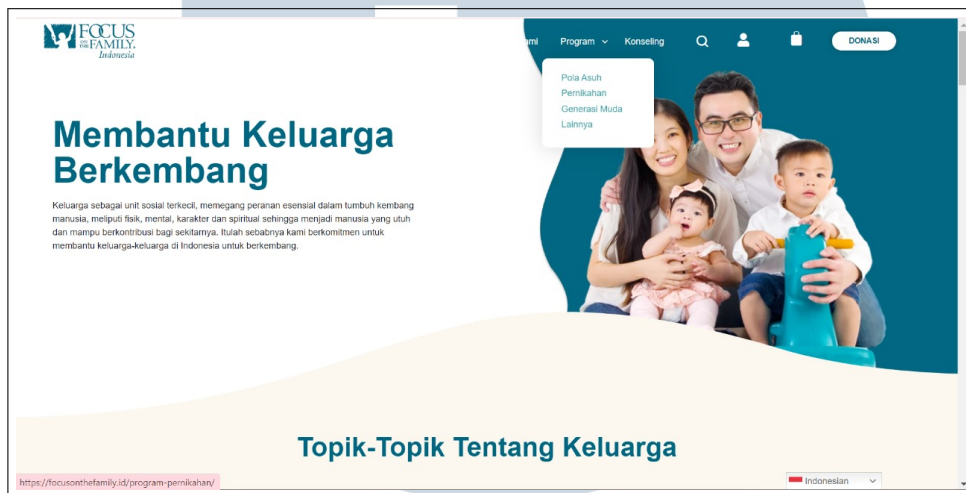 FOCUS
ON THE FAMILY.
Indonesia
Program
Konseling
DONASI
Pola Asuh
Pernikahan
Generasi Muda
Lainnya
Membantu Keluarga
Berkembang
Keluarga sebagai unit sosial terkecil, memegang peranan esensial dalam tumbuh kembang
manusia, meliputi fisik, mental, karakter dan spiritual sehingga menjadi manusia yang utuh
dan mampu berkontribusi bagi sekitarnya. Itulah sebabnya kami berkomitmen untuk
membantu keluarga-keluarga di Indonesia untuk berkembang.
Topik-Topik Tentang Keluarga
https://focusonthefamily.id/program-pernikahan/
Indonesian